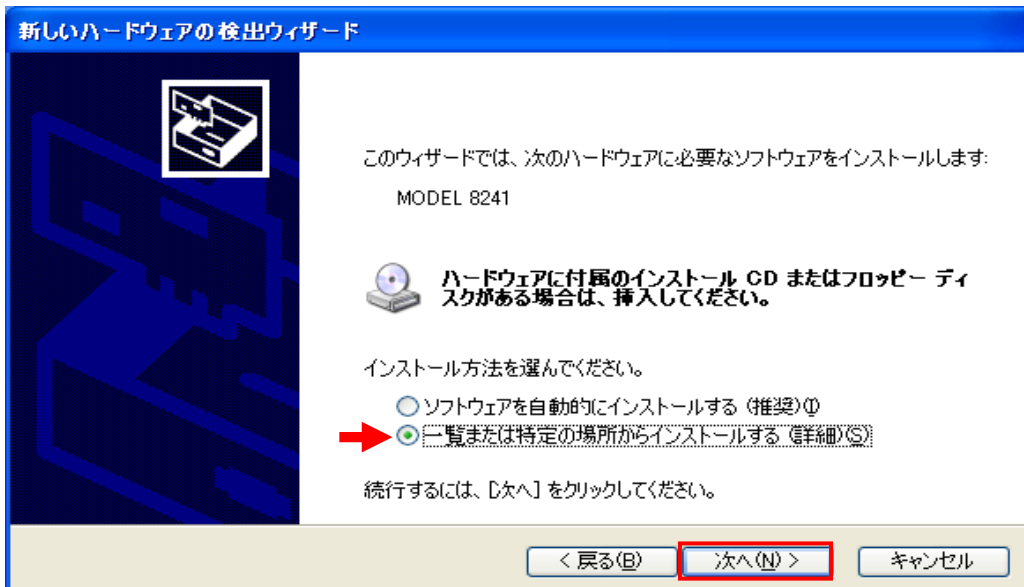 新しいハードウェアの検出ウィザード
このウィザードでは、次のハードウェアに必要なソフトウェアをインストールします:
MODEL 8241
ハードウェアに付属のインストール CD またはフロッピー ディ
スクがある場合は、挿入してください。
インストール方法を選んでください。
ソフトウェアを自動的にインストールする (推奨)(I)
一覧または特定の場所からインストールする (詳細)(S)
続行するには、[次へ] をクリックしてください。
< 戻る(B)
次へ(N) >
キャンセル